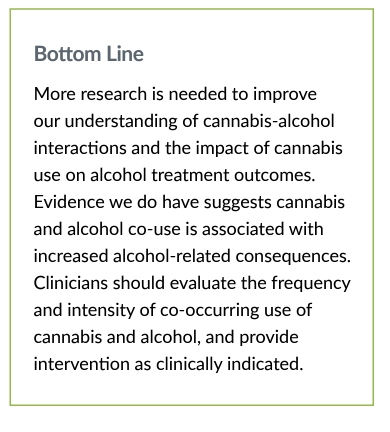 Bottom Line
More research is needed to improve
our understanding of cannabis-alcohol
interactions and the impact of cannabis
use on alcohol treatment outcomes.
Evidence we do have suggests cannabis
and alcohol co-use is associated with
increased alcohol-related consequences.
Clinicians should evaluate the frequency
and intensity of co-occurring use of
cannabis and alcohol, and provide
intervention as clinically indicated.